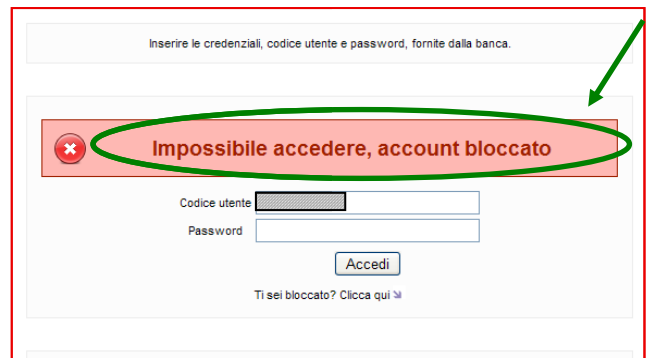 Inserire le credenziali, codice utente e password, fornite dalla banca.
Impossibile accedere, account bloccato
Codice utente
Password
Accedi
Ti sei bloccato? Clicca qui